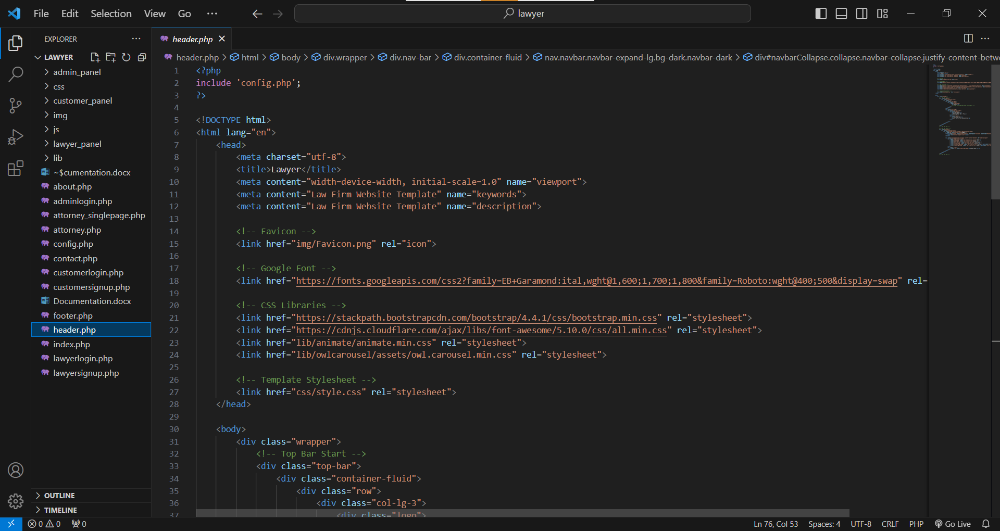 File Edit Selection View Go ··· lawyer
EXPLORER ···
header.php
LAWYER
header.php > html > body > div.wrapper > div.nav-bar > div.container-fluid > nav.navbar.navbar-expand-lg.bg-dark.navbar-dark > div#navbarCollapse.collapse.navbar-collapse.justify-content-betwe
admin_panel
css
customer_panel
img
js
lawyer_panel
lib
~$cumentation.docx
about.php
adminlogin.php
attorney_singlepage.php
attorney.php
config.php
contact.php
customerlogin.php
customersignup.php
Documentation.docx
footer.php
header.php
index.php
lawyerlogin.php
lawyersignup.php
OUTLINE
TIMELINE
1 <?php
2 include 'config.php';
3 ?>
4
5 <!DOCTYPE html>
6 <html lang="en">
7 <head>
8 <meta charset="utf-8">
9 <title>Lawyer</title>
10 <meta content="width=device-width, initial-scale=1.0" name="viewport">
11 <meta content="Law Firm Website Template" name="keywords">
12 <meta content="Law Firm Website Template" name="description">
13
14 <!-- Favicon -->
15 <link href="img/Favicon.png" rel="icon">
16
17 <!-- Google Font -->
18 <link href="https://fonts.googleapis.com/css2?family=EB+Garamond:ital,wght@1,600;1,700;1,800&family=Roboto:wght@400;500&display=swap" rel=
19
20 <!-- CSS Libraries -->
21 <link href="https://stackpath.bootstrapcdn.com/bootstrap/4.4.1/css/bootstrap.min.css" rel="stylesheet">
22 <link href="https://cdnjs.cloudflare.com/ajax/libs/font-awesome/5.10.0/css/all.min.css" rel="stylesheet">
23 <link href="lib/animate/animate.min.css" rel="stylesheet">
24 <link href="lib/owlcarousel/assets/owl.carousel.min.css" rel="stylesheet">
25
26 <!-- Template Stylesheet -->
27 <link href="css/style.css" rel="stylesheet">
28 </head>
29
30 <body>
31 <div class="wrapper">
32 <!-- Top Bar Start -->
33 <div class="top-bar">
34 <div class="container-fluid">
35 <div class="row">
36 <div class="col-lg-3">
37 <div class="logo">
0 0 0 Ln 76, Col 53 Spaces: 4 UTF-8 CRLF PHP Go Live